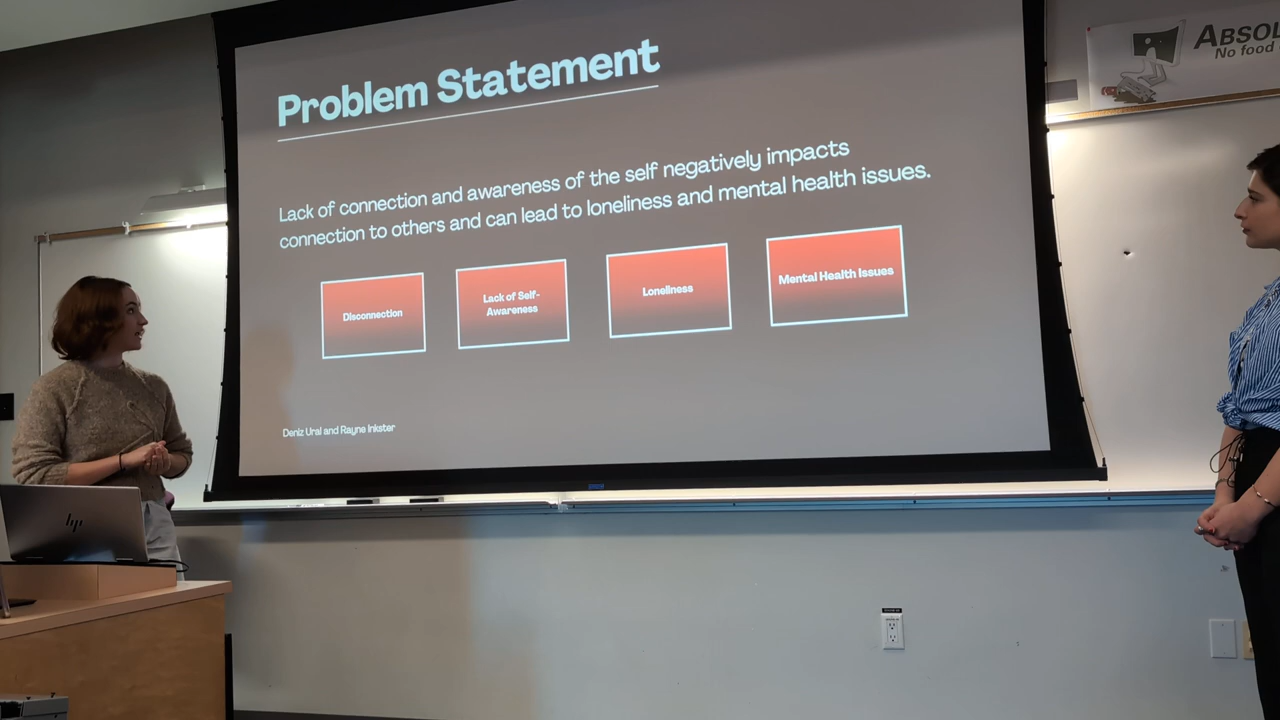 Problem Statement
Lack of connection and awareness of the self negatively impacts
connection to others and can lead to loneliness and mental health issues.
Disconnection
Lack of Self-
Awareness
Loneliness
Mental Health Issues
Deniz Ural and Rayne Inkster
No food
hp